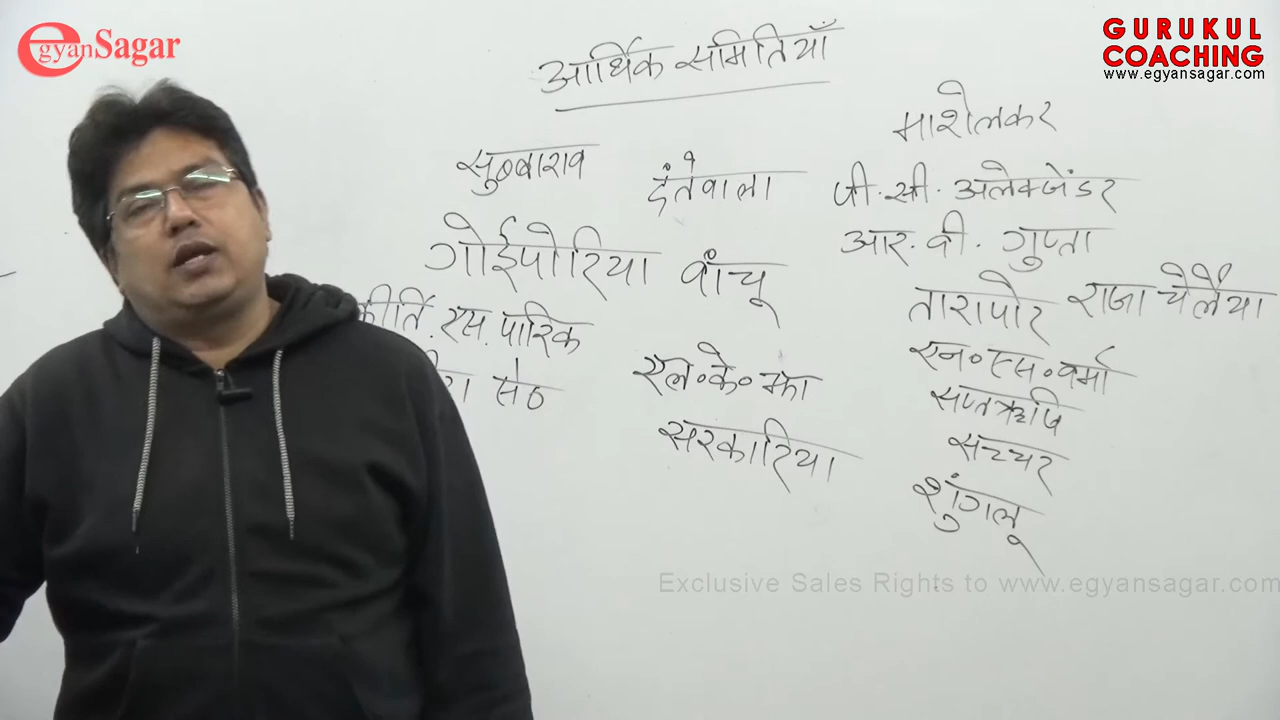 egyanSagar
GURUKUL
COACHING
www.egyansagar.com
आर्थिक समितियाँ
माशेलकर
सुब्बाराव
दंतेवाला
पी.सी. अलेक्जेंडर
आर. वी. गुप्ता
गोईपोरिया
वांचू
तारापोर
राजा चेलैया
कीर्ति. एस. पारिक
एन॰एस॰वर्मा
सेठ
एल॰के॰झा
सप्तऋषि
सरकारिया
सच्चर
शुंगलू
Exclusive Sales Rights to www.egyansagar.com